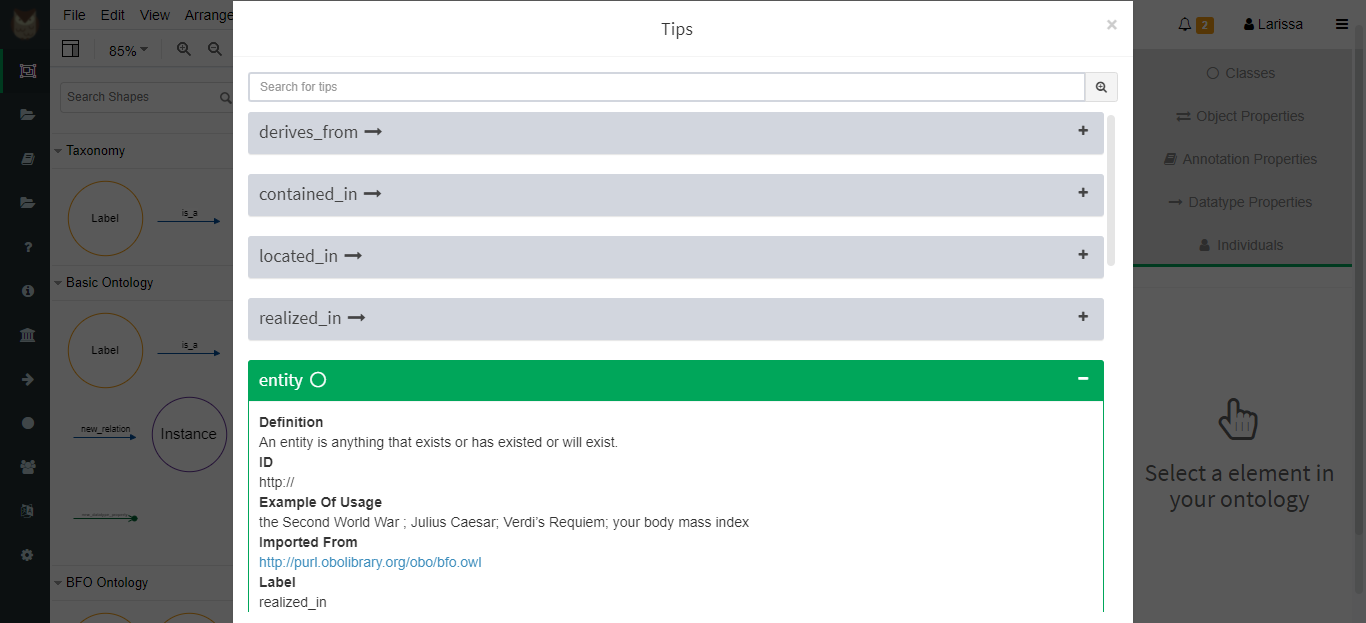 File Edit View Arrange
Tips
×
2
Larissa
85%
Search Shapes
Search for tips
Taxonomy
Label
is_a
Basic Ontology
Label
is_a
new_relation
Instance
BFO Ontology
derives_from
+
contained_in
+
located_in
+
realized_in
+
entity
−
Definition
An entity is anything that exists or has existed or will exist.
ID
http://
Example Of Usage
the Second World War ; Julius Caesar; Verdi’s Requiem; your body mass index
Imported From
http://purl.obolibrary.org/obo/bfo.owl
Label
realized_in
Classes
Object Properties
Annotation Properties
Datatype Properties
Individuals
Select a element in
your ontology